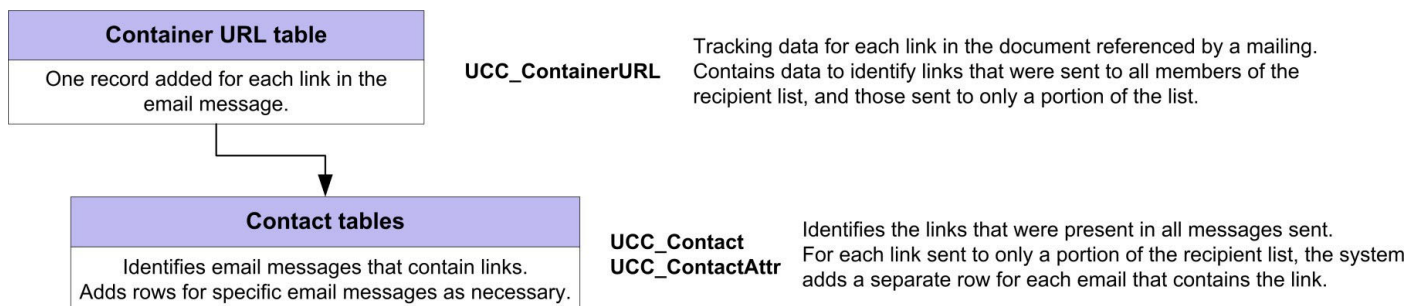 Container URL table
One record added for each link in the
email message.
UCC_ContainerURL
Tracking data for each link in the document referenced by a mailing.
Contains data to identify links that were sent to all members of the
recipient list, and those sent to only a portion of the list.
Contact tables
Identifies email messages that contain links.
Adds rows for specific email messages as necessary.
UCC_Contact
UCC_ContactAttr
Identifies the links that were present in all messages sent.
For each link sent to only a portion of the recipient list, the system
adds a separate row for each email that contains the link.